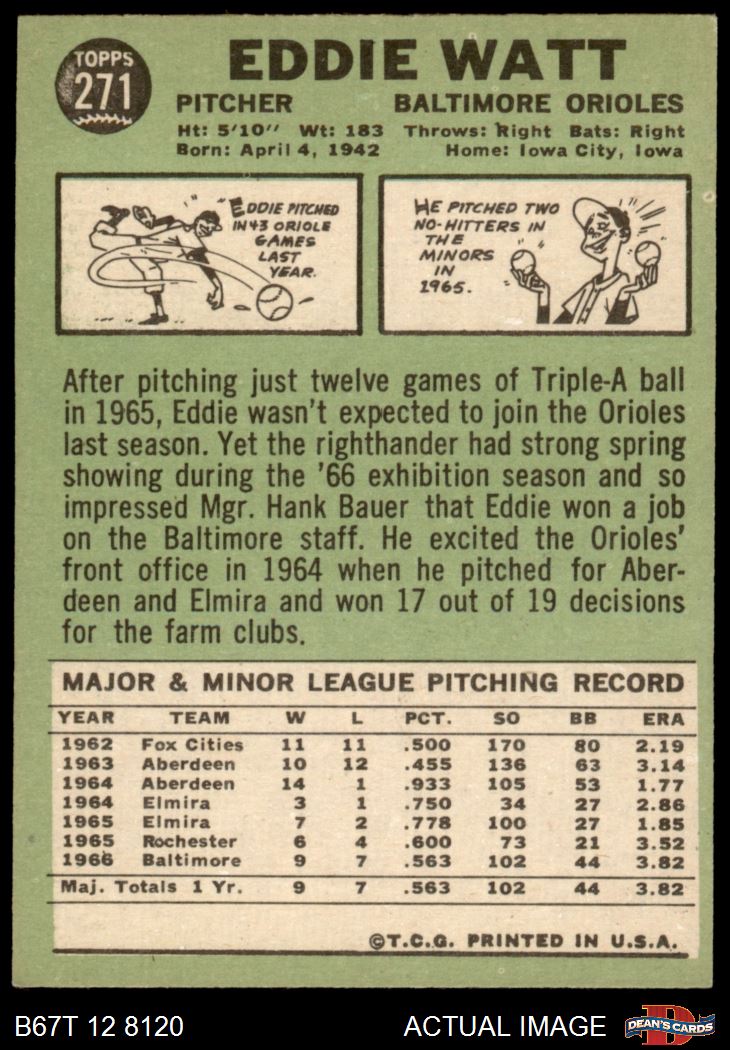 TOPPS
271
EDDIE WATT
PITCHER BALTIMORE ORIOLES
Ht: 5'10" Wt: 183 Throws: Right Bats: Right
Born: April 4, 1942 Home: Iowa City, Iowa
EDDIE PITCHED
IN 43 ORIOLE
GAMES
LAST
YEAR.
HE PITCHED TWO
NO-HITTERS IN
THE
MINORS
IN
1965.
After pitching just twelve games of Triple-A ball
in 1965, Eddie wasn't expected to join the Orioles
last season. Yet the righthander had strong spring
showing during the '66 exhibition season and so
impressed Mgr. Hank Bauer that Eddie won a job
on the Baltimore staff. He excited the Orioles'
front office in 1964 when he pitched for Aber-
deen and Elmira and won 17 out of 19 decisions
for the farm clubs.
MAJOR & MINOR LEAGUE PITCHING RECORD
YEAR TEAM W L PCT. SO BB ERA
1962 Fox Cities 11 11 .500 170 80 2.19
1963 Aberdeen 10 12 .455 136 63 3.14
1964 Aberdeen 14 1 .933 105 53 1.77
1964 Elmira 3 1 .750 34 27 2.86
1965 Elmira 7 2 .778 100 27 1.85
1965 Rochester 6 4 .600 73 21 3.52
1966 Baltimore 9 7 .563 102 44 3.82
Maj. Totals 1 Yr. 9 7 .563 102 44 3.82
©T.C.G. PRINTED IN U.S.A.
B67T 12 8120 ACTUAL IMAGE
D
DEAN'S CARDS